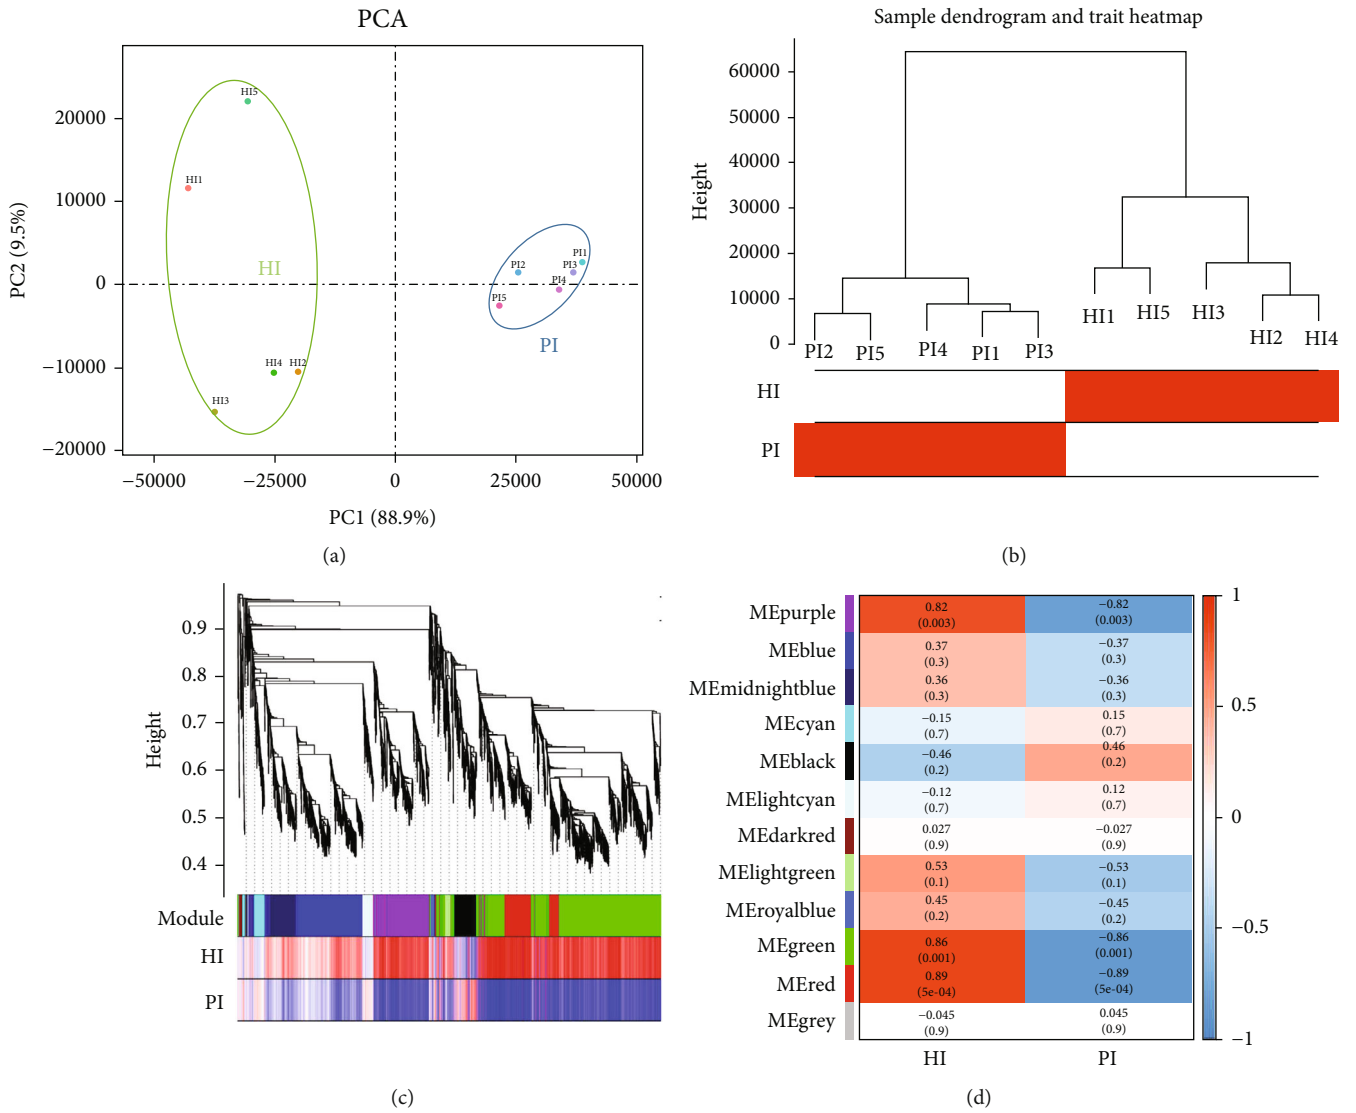 PCA
20000
10000
0
−10000
−20000
PC2 (9.5%)
HI5
HI1
HI
HI4
HI2
HI3
PI1
PI2
PI3
PI4
PI5
PI
−50000
−25000
0
25000
50000
PC1 (88.9%)
(a)
Sample dendrogram and trait heatmap
60000
50000
40000
30000
20000
10000
0
Height
PI2
PI5
PI4
PI1
PI3
HI1
HI5
HI3
HI2
HI4
HI
PI
(b)
0.9
0.8
0.7
0.6
0.5
0.4
Height
Module
HI
PI
(c)
MEpurple
0.82
(0.003)
−0.82
(0.003)
MEblue
0.37
(0.3)
−0.37
(0.3)
MEmidnightblue
0.36
(0.3)
−0.36
(0.3)
MEcyan
−0.15
(0.7)
0.15
(0.7)
MEblack
−0.46
(0.2)
0.46
(0.2)
MElightcyan
−0.12
(0.7)
0.12
(0.7)
MEdarkred
0.027
(0.9)
−0.027
(0.9)
MElightgreen
0.53
(0.1)
−0.53
(0.1)
MEroyalblue
0.45
(0.2)
−0.45
(0.2)
MEgreen
0.86
(0.001)
−0.86
(0.001)
MEred
0.89
(5e-04)
−0.89
(5e-04)
MEgrey
−0.045
(0.9)
0.045
(0.9)
HI
PI
1
0.5
0
−0.5
−1
(d)